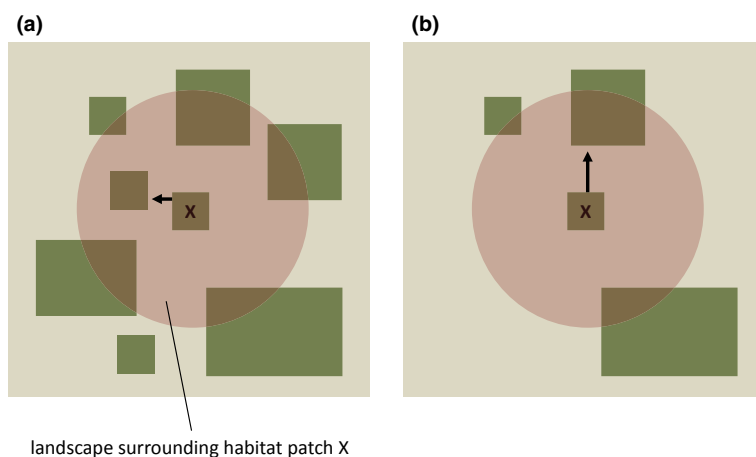 (a)
(b)
X
X
landscape surrounding habitat patch X